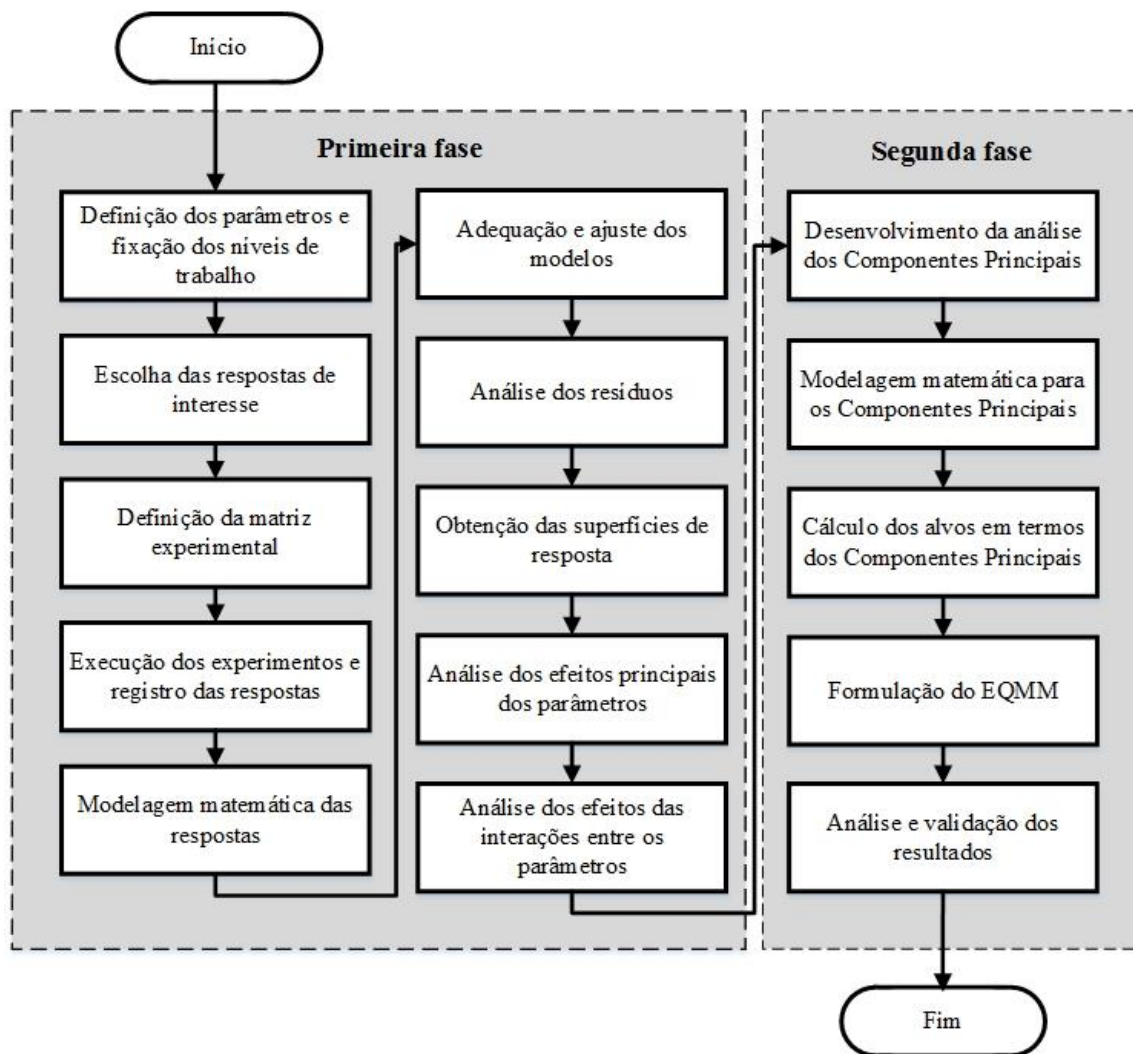 Início
Primeira fase
Definição dos parâmetros e
fixação dos níveis de
trabalho
Escolha das respostas de
interesse
Definição da matriz
experimental
Execução dos experimentos e
registro das respostas
Modelagem matemática das
respostas
Adequação e ajuste dos
modelos
Análise dos resíduos
Obtenção das superfícies de
resposta
Análise dos efeitos principais
dos parâmetros
Análise dos efeitos das
interações entre os
parâmetros
Segunda fase
Desenvolvimento da análise
dos Componentes Principais
Modelagem matemática para
os Componentes Principais
Cálculo dos alvos em termos
dos Componentes Principais
Formulação do EQMM
Análise e validação dos
resultados
Fim